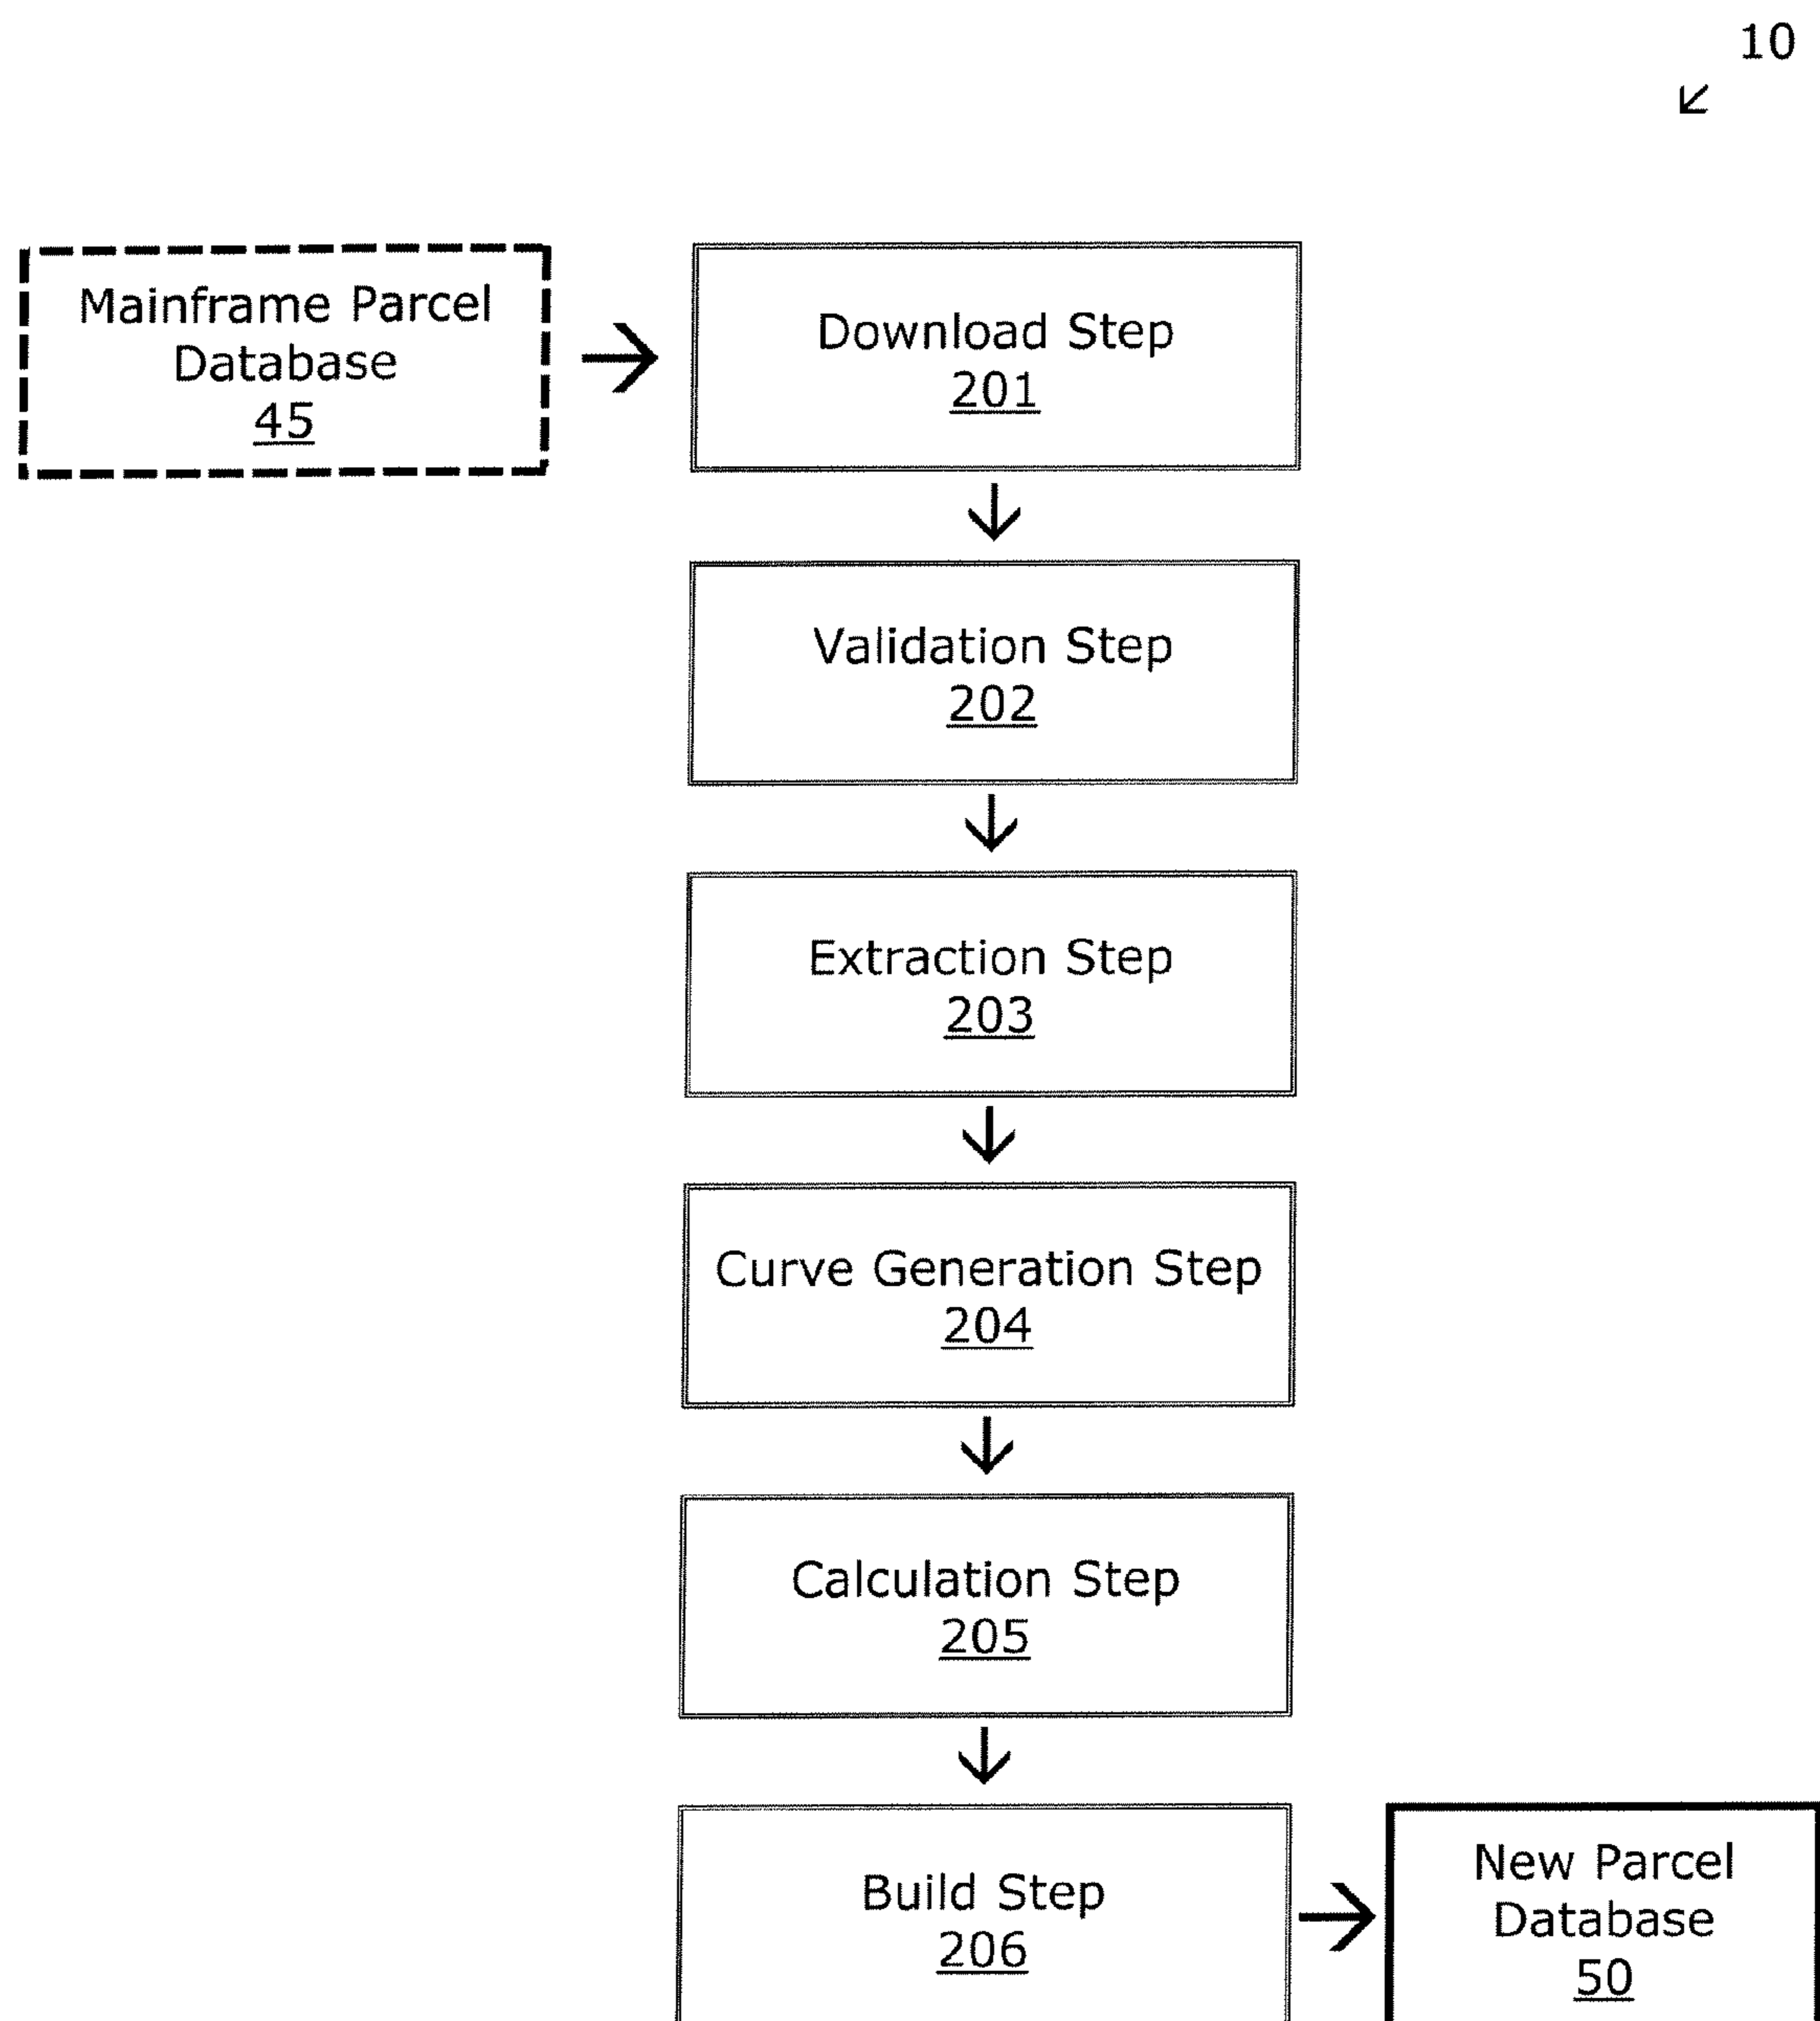 10
Mainframe Parcel
Database
45
Download Step
201
Validation Step
202
Extraction Step
203
Curve Generation Step
204
Calculation Step
205
Build Step
206
New Parcel
Database
50